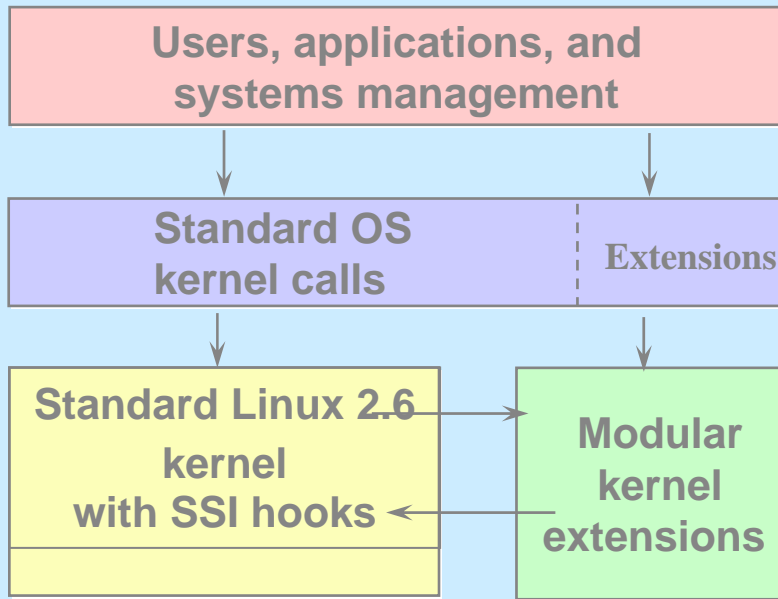 Users, applications, and
systems management
Standard OS
kernel calls
Extensions
Standard Linux 2.6
kernel
with SSI hooks
Modular
kernel
extensions